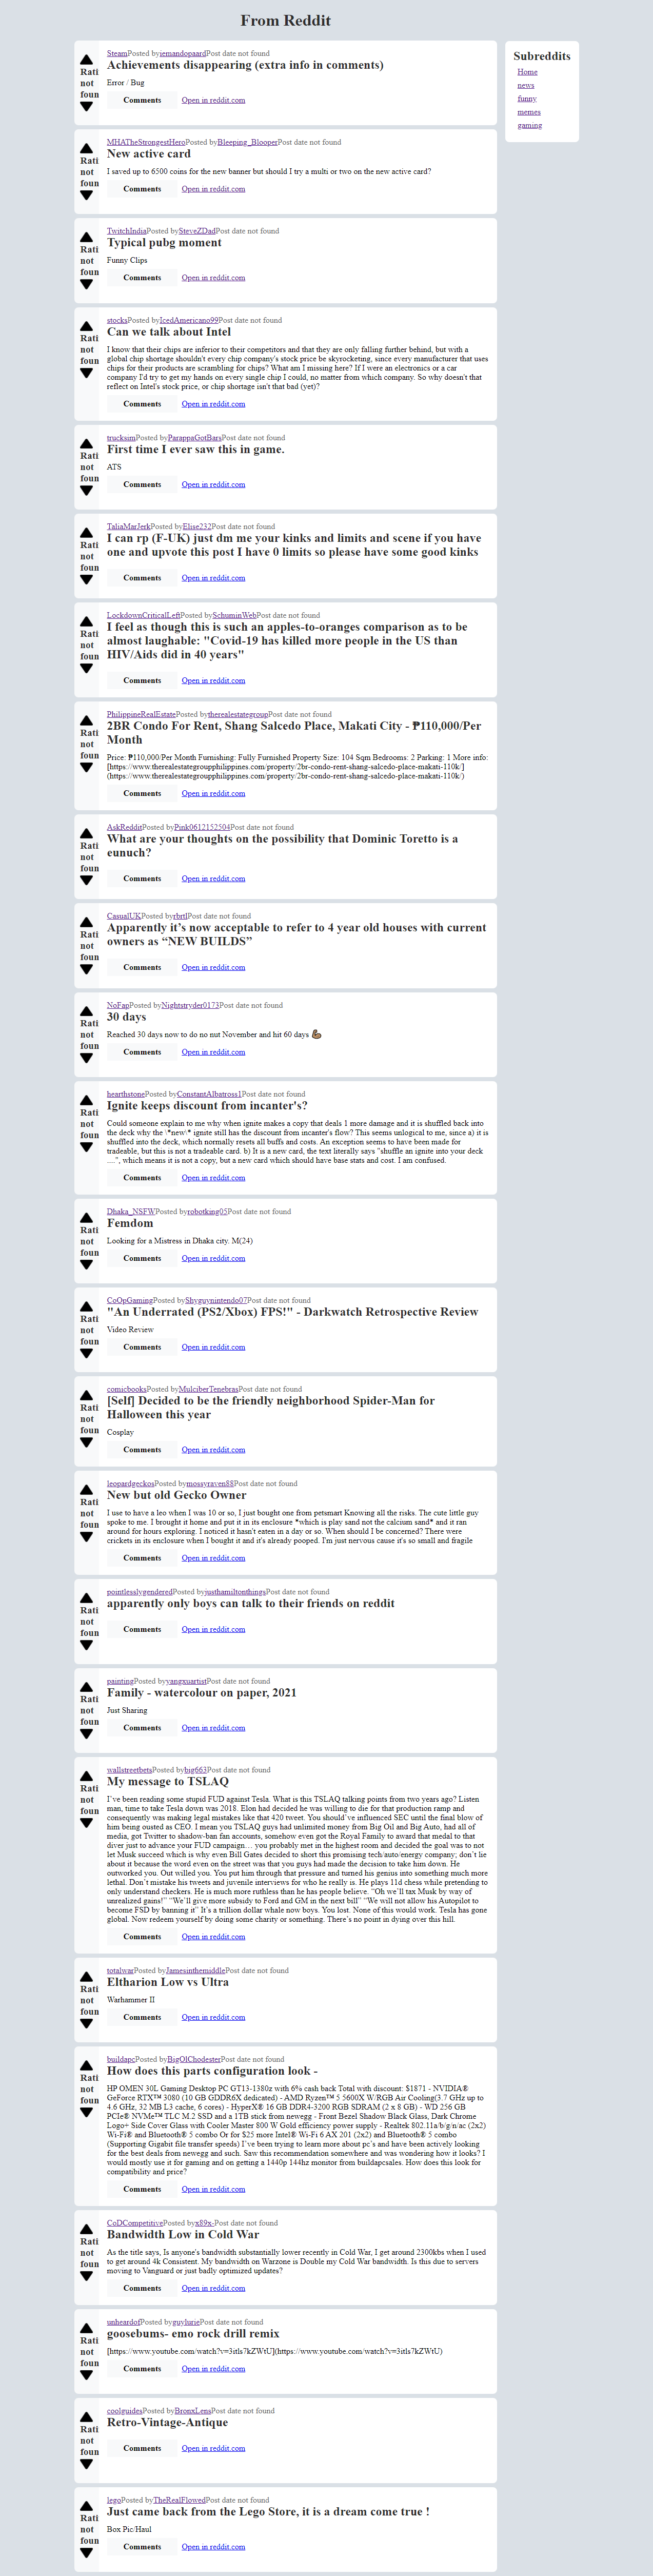 From Reddit
Subreddits
Home
news
funny
memes
gaming
Rati
not
foun
SteamPosted byiemandopaardPost date not found
Achievements disappearing (extra info in comments)
Error / Bug
Comments Open in reddit.com
Rati
not
foun
MHATheStrongestHeroPosted byBleeping_BlooperPost date not found
New active card
I saved up to 6500 coins for the new banner but should I try a multi or two on the new active card?
Comments Open in reddit.com
Rati
not
foun
TwitchIndiaPosted bySteveZDadPost date not found
Typical pubg moment
Funny Clips
Comments Open in reddit.com
Rati
not
foun
stocksPosted byIcedAmericano99Post date not found
Can we talk about Intel
I know that their chips are inferior to their competitors and that they are only falling further behind, but with a
global chip shortage shouldn't every chip company's stock price be skyrocketing, since every manufacturer that uses
chips for their products are scrambling for chips? What am I missing here? If I were an electronics or a car
company I'd try to get my hands on every single chip I could, no matter from which company. So why doesn't that
reflect on Intel's stock price, or chip shortage isn't that bad (yet)?
Comments Open in reddit.com
Rati
not
foun
trucksimPosted byParappaGotBarsPost date not found
First time I ever saw this in game.
ATS
Comments Open in reddit.com
Rati
not
foun
TaliaMarJerkPosted byElise232Post date not found
I can rp (F-UK) just dm me your kinks and limits and scene if you have
one and upvote this post I have 0 limits so please have some good kinks
Comments Open in reddit.com
Rati
not
foun
LockdownCriticalLeftPosted bySchuminWebPost date not found
I feel as though this is such an apples-to-oranges comparison as to be
almost laughable: "Covid-19 has killed more people in the US than
HIV/Aids did in 40 years"
Comments Open in reddit.com
Rati
not
foun
PhilippineRealEstatePosted bytherealestategroupPost date not found
2BR Condo For Rent, Shang Salcedo Place, Makati City - ₱110,000/Per
Month
Price: ₱110,000/Per Month Furnishing: Fully Furnished Property Size: 104 Sqm Bedrooms: 2 Parking: 1 More info:
[https://www.therealestategroupphilippines.com/property/2br-condo-rent-shang-salcedo-place-makati-110k/]
(https://www.therealestategroupphilippines.com/property/2br-condo-rent-shang-salcedo-place-makati-110k/)
Comments Open in reddit.com
Rati
not
foun
AskRedditPosted byPink0612152504Post date not found
What are your thoughts on the possibility that Dominic Toretto is a
eunuch?
Comments Open in reddit.com
Rati
not
foun
CasualUKPosted byrbrtlPost date not found
Apparently it’s now acceptable to refer to 4 year old houses with current
owners as “NEW BUILDS”
Comments Open in reddit.com
Rati
not
foun
NoFapPosted byNightstryder0173Post date not found
30 days
Reached 30 days now to do no nut November and hit 60 days 💪🏾
Comments Open in reddit.com
Rati
not
foun
hearthstonePosted byConstantAlbatross1Post date not found
Ignite keeps discount from incanter's?
Could someone explain to me why when ignite makes a copy that deals 1 more damage and it is shuffled back into
the deck why the \*new\* ignite still has the discount from incanter's flow? This seems unlogical to me, since a) it is
shuffled into the deck, which normally resets all buffs and costs. An exception seems to have been made for
tradeable, but this is not a tradeable card. b) It is a new card, the text literally says "shuffle an ignite into your deck
....", which means it is not a copy, but a new card which should have base stats and cost. I am confused.
Comments Open in reddit.com
Rati
not
foun
Dhaka_NSFWPosted byrobotking05Post date not found
Femdom
Looking for a Mistress in Dhaka city. M(24)
Comments Open in reddit.com
Rati
not
foun
CoOpGamingPosted byShyguynintendo07Post date not found
"An Underrated (PS2/Xbox) FPS!" - Darkwatch Retrospective Review
Video Review
Comments Open in reddit.com
Rati
not
foun
comicbooksPosted byMulciberTenebrasPost date not found
[Self] Decided to be the friendly neighborhood Spider-Man for
Halloween this year
Cosplay
Comments Open in reddit.com
Rati
not
foun
leopardgeckosPosted bymossyraven88Post date not found
New but old Gecko Owner
I use to have a leo when I was 10 or so, I just bought one from petsmart Knowing all the risks. The cute little guy
spoke to me. I brought it home and put it in its enclosure *which is play sand not the calcium sand* and it ran
around for hours exploring. I noticed it hasn't eaten in a day or so. When should I be concerned? There were
crickets in its enclosure when I bought it and it's already pooped. I'm just nervous cause it's so small and fragile
Comments Open in reddit.com
Rati
not
foun
pointlesslygenderedPosted byjusthamiltonthingsPost date not found
apparently only boys can talk to their friends on reddit
Comments Open in reddit.com
Rati
not
foun
paintingPosted byyangxuartistPost date not found
Family - watercolour on paper, 2021
Just Sharing
Comments Open in reddit.com
Rati
not
foun
wallstreetbetsPosted bybig663Post date not found
My message to TSLAQ
I’ve been reading some stupid FUD against Tesla. What is this TSLAQ talking points from two years ago? Listen
man, time to take Tesla down was 2018. Elon had decided he was willing to die for that production ramp and
consequently was making legal mistakes like that 420 tweet. You should’ve influenced SEC until the final blow of
him being ousted as CEO. I mean you TSLAQ guys had unlimited money from Big Oil and Big Auto, had all of
media, got Twitter to shadow-ban fan accounts, somehow even got the Royal Family to award that medal to that
diver just to advance your FUD campaign… you probably met in the highest room and decided the goal was to not
let Musk succeed which is why even Bill Gates decided to short this promising tech/auto/energy company; don’t lie
about it because the word even on the street was that you guys had made the decision to take him down. He
outworked you. Out willed you. You put him through that pressure and turned his genius into something much more
lethal. Don’t mistake his tweets and juvenile interviews for who he really is. He plays 11d chess while pretending to
only understand checkers. He is much more ruthless than he has people believe. “Oh we’ll tax Musk by way of
unrealized gains!” “We’ll give more subsidy to Ford and GM in the next bill” “We will not allow his Autopilot to
become FSD by banning it” It’s a trillion dollar whale now boys. You lost. None of this would work. Tesla has gone
global. Now redeem yourself by doing some charity or something. There’s no point in dying over this hill.
Comments Open in reddit.com
Rati
not
foun
totalwarPosted byJamesinthemiddlePost date not found
Eltharion Low vs Ultra
Warhammer II
Comments Open in reddit.com
Rati
not
foun
buildapcPosted byBigOlChodesterPost date not found
How does this parts configuration look -
HP OMEN 30L Gaming Desktop PC GT13-1380z with 6% cash back Total with discount: $1871 - NVIDIA®
GeForce RTX™ 3080 (10 GB GDDR6X dedicated) - AMD Ryzen™ 5 5600X W/RGB Air Cooling(3.7 GHz up to
4.6 GHz, 32 MB L3 cache, 6 cores) - HyperX® 16 GB DDR4-3200 RGB SDRAM (2 x 8 GB) - WD 256 GB
PCIe® NVMe™ TLC M.2 SSD and a 1TB stick from newegg - Front Bezel Shadow Black Glass, Dark Chrome
Logo+ Side Cover Glass with Cooler Master 800 W Gold efficiency power supply - Realtek 802.11a/b/g/n/ac (2x2)
Wi-Fi® and Bluetooth® 5 combo Or for $25 more Intel® Wi-Fi 6 AX 201 (2x2) and Bluetooth® 5 combo
(Supporting Gigabit file transfer speeds) I’ve been trying to learn more about pc’s and have been actively looking
for the best deals from newegg and such. Saw this recommendation somewhere and was wondering how it looks? I
would mostly use it for gaming and on getting a 1440p 144hz monitor from buildapcsales. How does this look for
compatibility and price?
Comments Open in reddit.com
Rati
not
foun
CoDCompetitivePosted byx89x-Post date not found
Bandwidth Low in Cold War
As the title says, Is anyone's bandwidth substantially lower recently in Cold War, I get around 2300kbs when I used
to get around 4k Consistent. My bandwidth on Warzone is Double my Cold War bandwidth. Is this due to servers
moving to Vanguard or just badly optimized updates?
Comments Open in reddit.com
Rati
not
foun
unheardofPosted byguyluriePost date not found
goosebums- emo rock drill remix
[https://www.youtube.com/watch?v=3itls7kZWtU](https://www.youtube.com/watch?v=3itls7kZWtU)
Comments Open in reddit.com
Rati
not
foun
coolguidesPosted byBronxLensPost date not found
Retro-Vintage-Antique
Comments Open in reddit.com
Rati
not
foun
legoPosted byTheRealFlowedPost date not found
Just came back from the Lego Store, it is a dream come true !
Box Pic/Haul
Comments Open in reddit.com